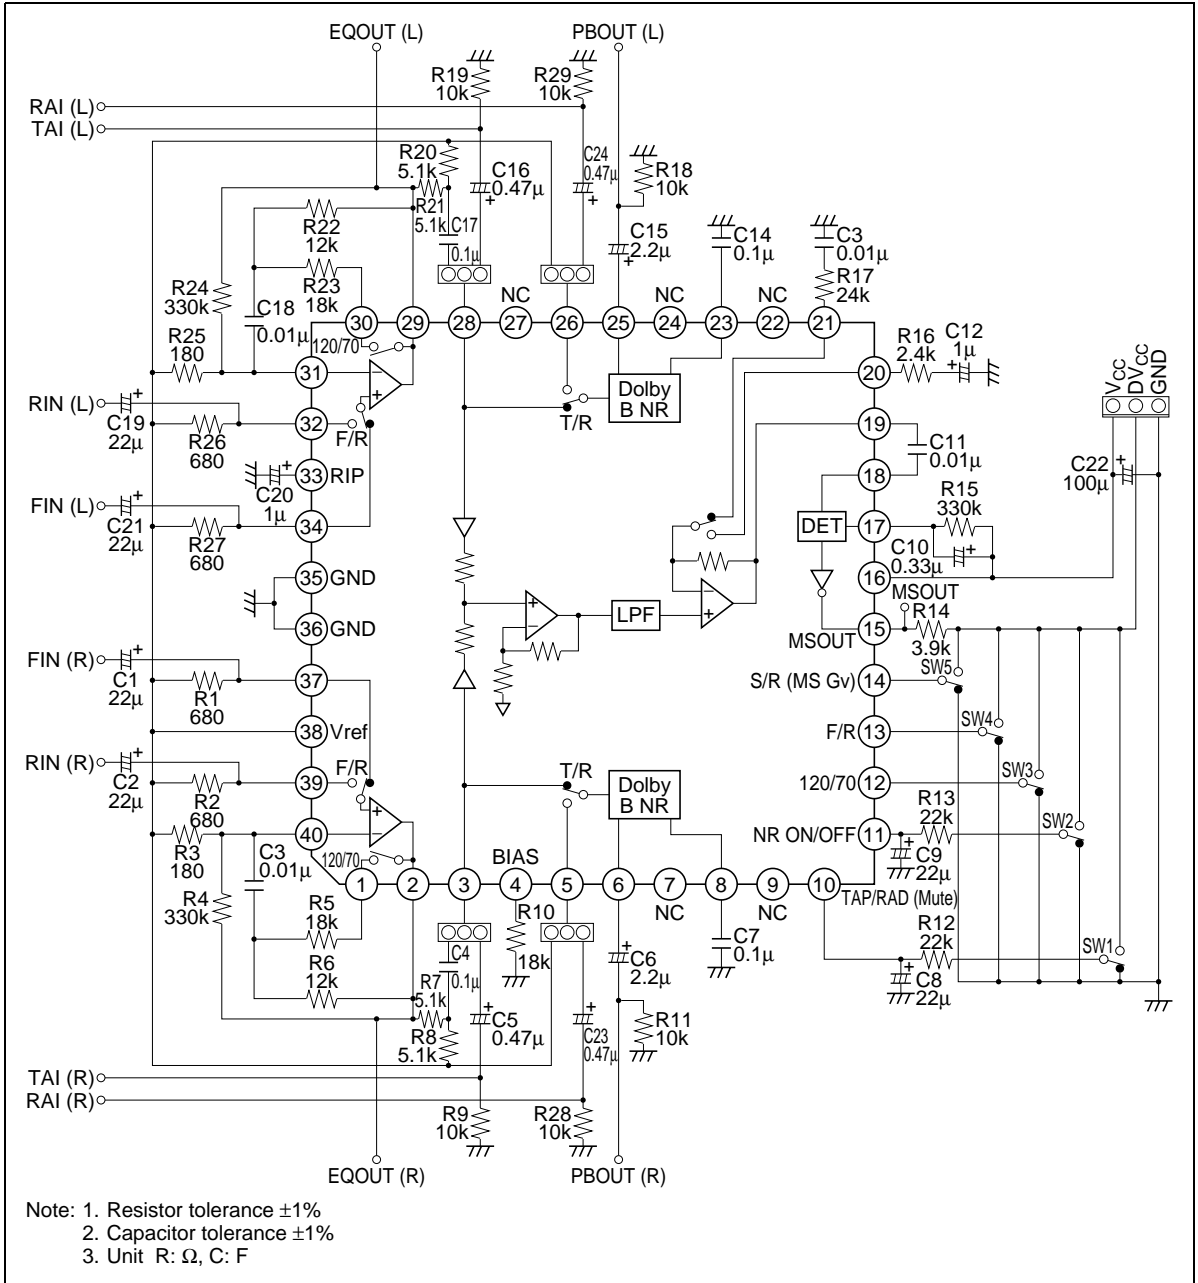 EQOUT (L)
PBOUT (L)
R19
10k
R29
10k
RAI (L)
TAI (L)
R20
5.1k
C16
0.47µ
C24
0.47µ
R18
10k
R21
5.1k
C17
0.1µ
R22
12k
R23
18k
C15
2.2µ
+
C14
0.1µ
C3
0.01µ
R17
24k
R24
330k
C18
0.01µ
R25
180
NC
NC
NC
30
29
28
27
26
25
24
23
22
21
120/70
R16
2.4k
C12
1µ
VCC
DVCC
GND
31
20
Dolby
B NR
T/R
RIN (L)
C19
22µ
R26
680
32
F/R
19
C11
0.01µ
C22
100µ
33
RIP
C20
1µ
18
R15
330k
FIN (L)
C21
22µ
R27
680
34
DET
17
C10
0.33µ
35
GND
16
MSOUT
R14
3.9k
36
GND
LPF
15
MSOUT
SW5
FIN (R)
C1
22µ
R1
680
37
S/R (MS Gv)
14
SW4
38
Vref
F/R
13
RIN (R)
C2
22µ
R2
680
39
F/R
T/R
Dolby
B NR
120/70
12
SW3
R13
22k
SW2
40
NR ON/OFF
11
C9
22µ
R3
180
C3
0.01µ
120/70
BIAS
1
2
3
4
5
6
7
8
9
10
NC
NC
TAP/RAD (Mute)
R4
330k
R5
18k
R6
12k
R10
18k
C4
0.1µ
R7
5.1k
R8
5.1k
C5
0.47µ
C23
0.47µ
C6
2.2µ
C7
0.1µ
R12
22k
SW1
C8
22µ
R11
10k
TAI (R)
RAI (R)
R9
10k
R28
10k
EQOUT (R)
PBOUT (R)
Note: 1. Resistor tolerance ±1%
2. Capacitor tolerance ±1%
3. Unit R: Ω, C: F